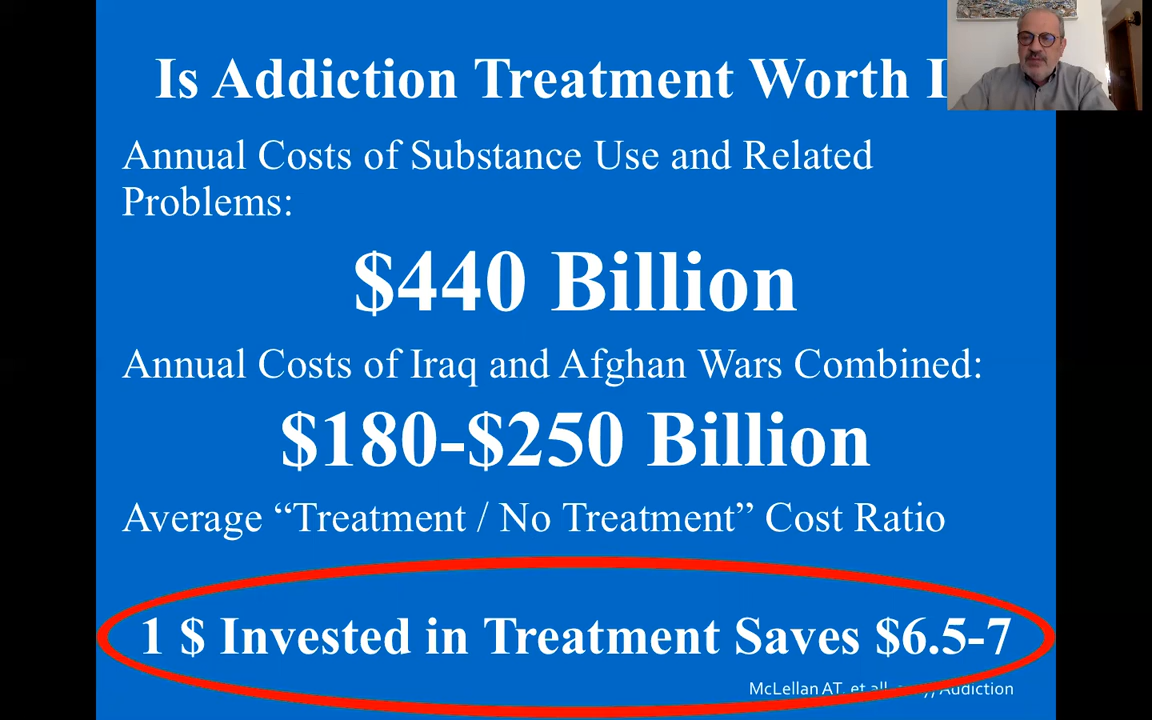 Is Addiction Treatment Worth
Annual Costs of Substance Use and Related
Problems:
$440 Billion
Annual Costs of Iraq and Afghan Wars Combined:
$180-$250 Billion
Average “Treatment / No Treatment” Cost Ratio
1 $ Invested in Treatment Saves $6.5-7
McLellan AT, et all Addiction